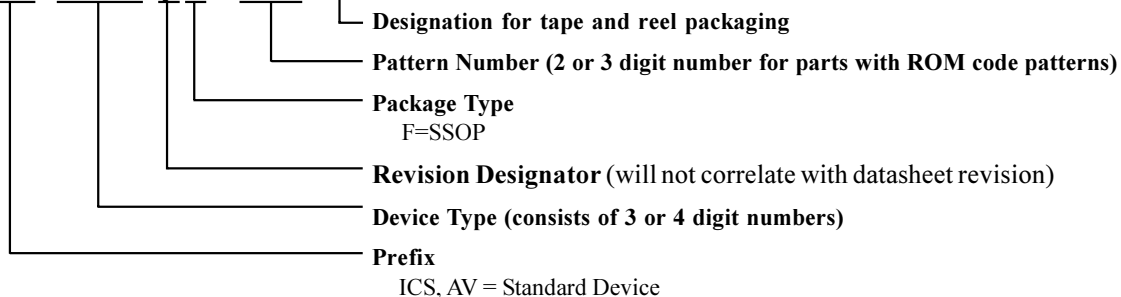 Designation for tape and reel packaging
Pattern Number (2 or 3 digit number for parts with ROM code patterns)
Package Type
F=SSOP
Revision Designator (will not correlate with datasheet revision)
Device Type (consists of 3 or 4 digit numbers)
Prefix
ICS, AV = Standard Device